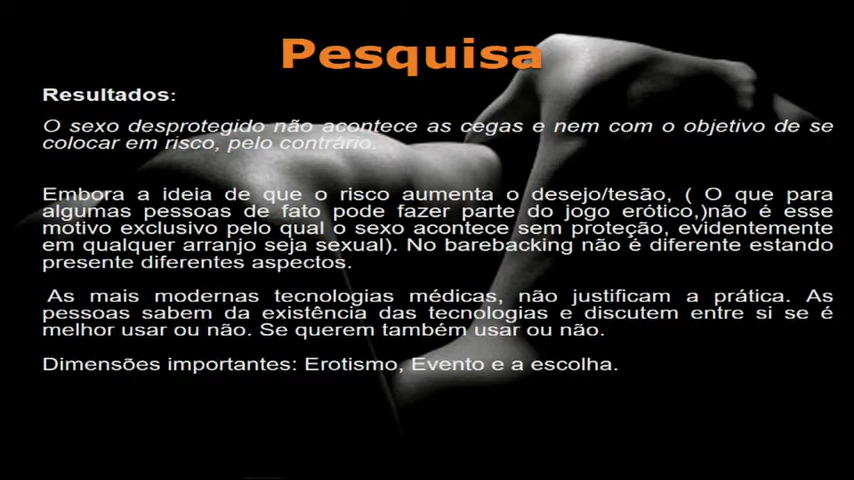 Pesquisa
Resultados:
O sexo desprotegido não acontece as cegas e nem com o objetivo de se
colocar em risco, pelo contrário.
Embora a ideia de que o risco aumenta o desejo/tesão, ( O que para
algumas pessoas de fato pode fazer parte do jogo erótico,)não é esse
motivo exclusivo pelo qual o sexo acontece sem proteção, evidentemente
em qualquer arranjo seja sexual). No barebacking não é diferente estando
presente diferentes aspectos.
As mais modernas tecnologias médicas, não justificam a prática. As
pessoas sabem da existência das tecnologias e discutem entre si se é
melhor usar ou não. Se querem também usar ou não.
Dimensões importantes: Erotismo, Evento e a escolha.